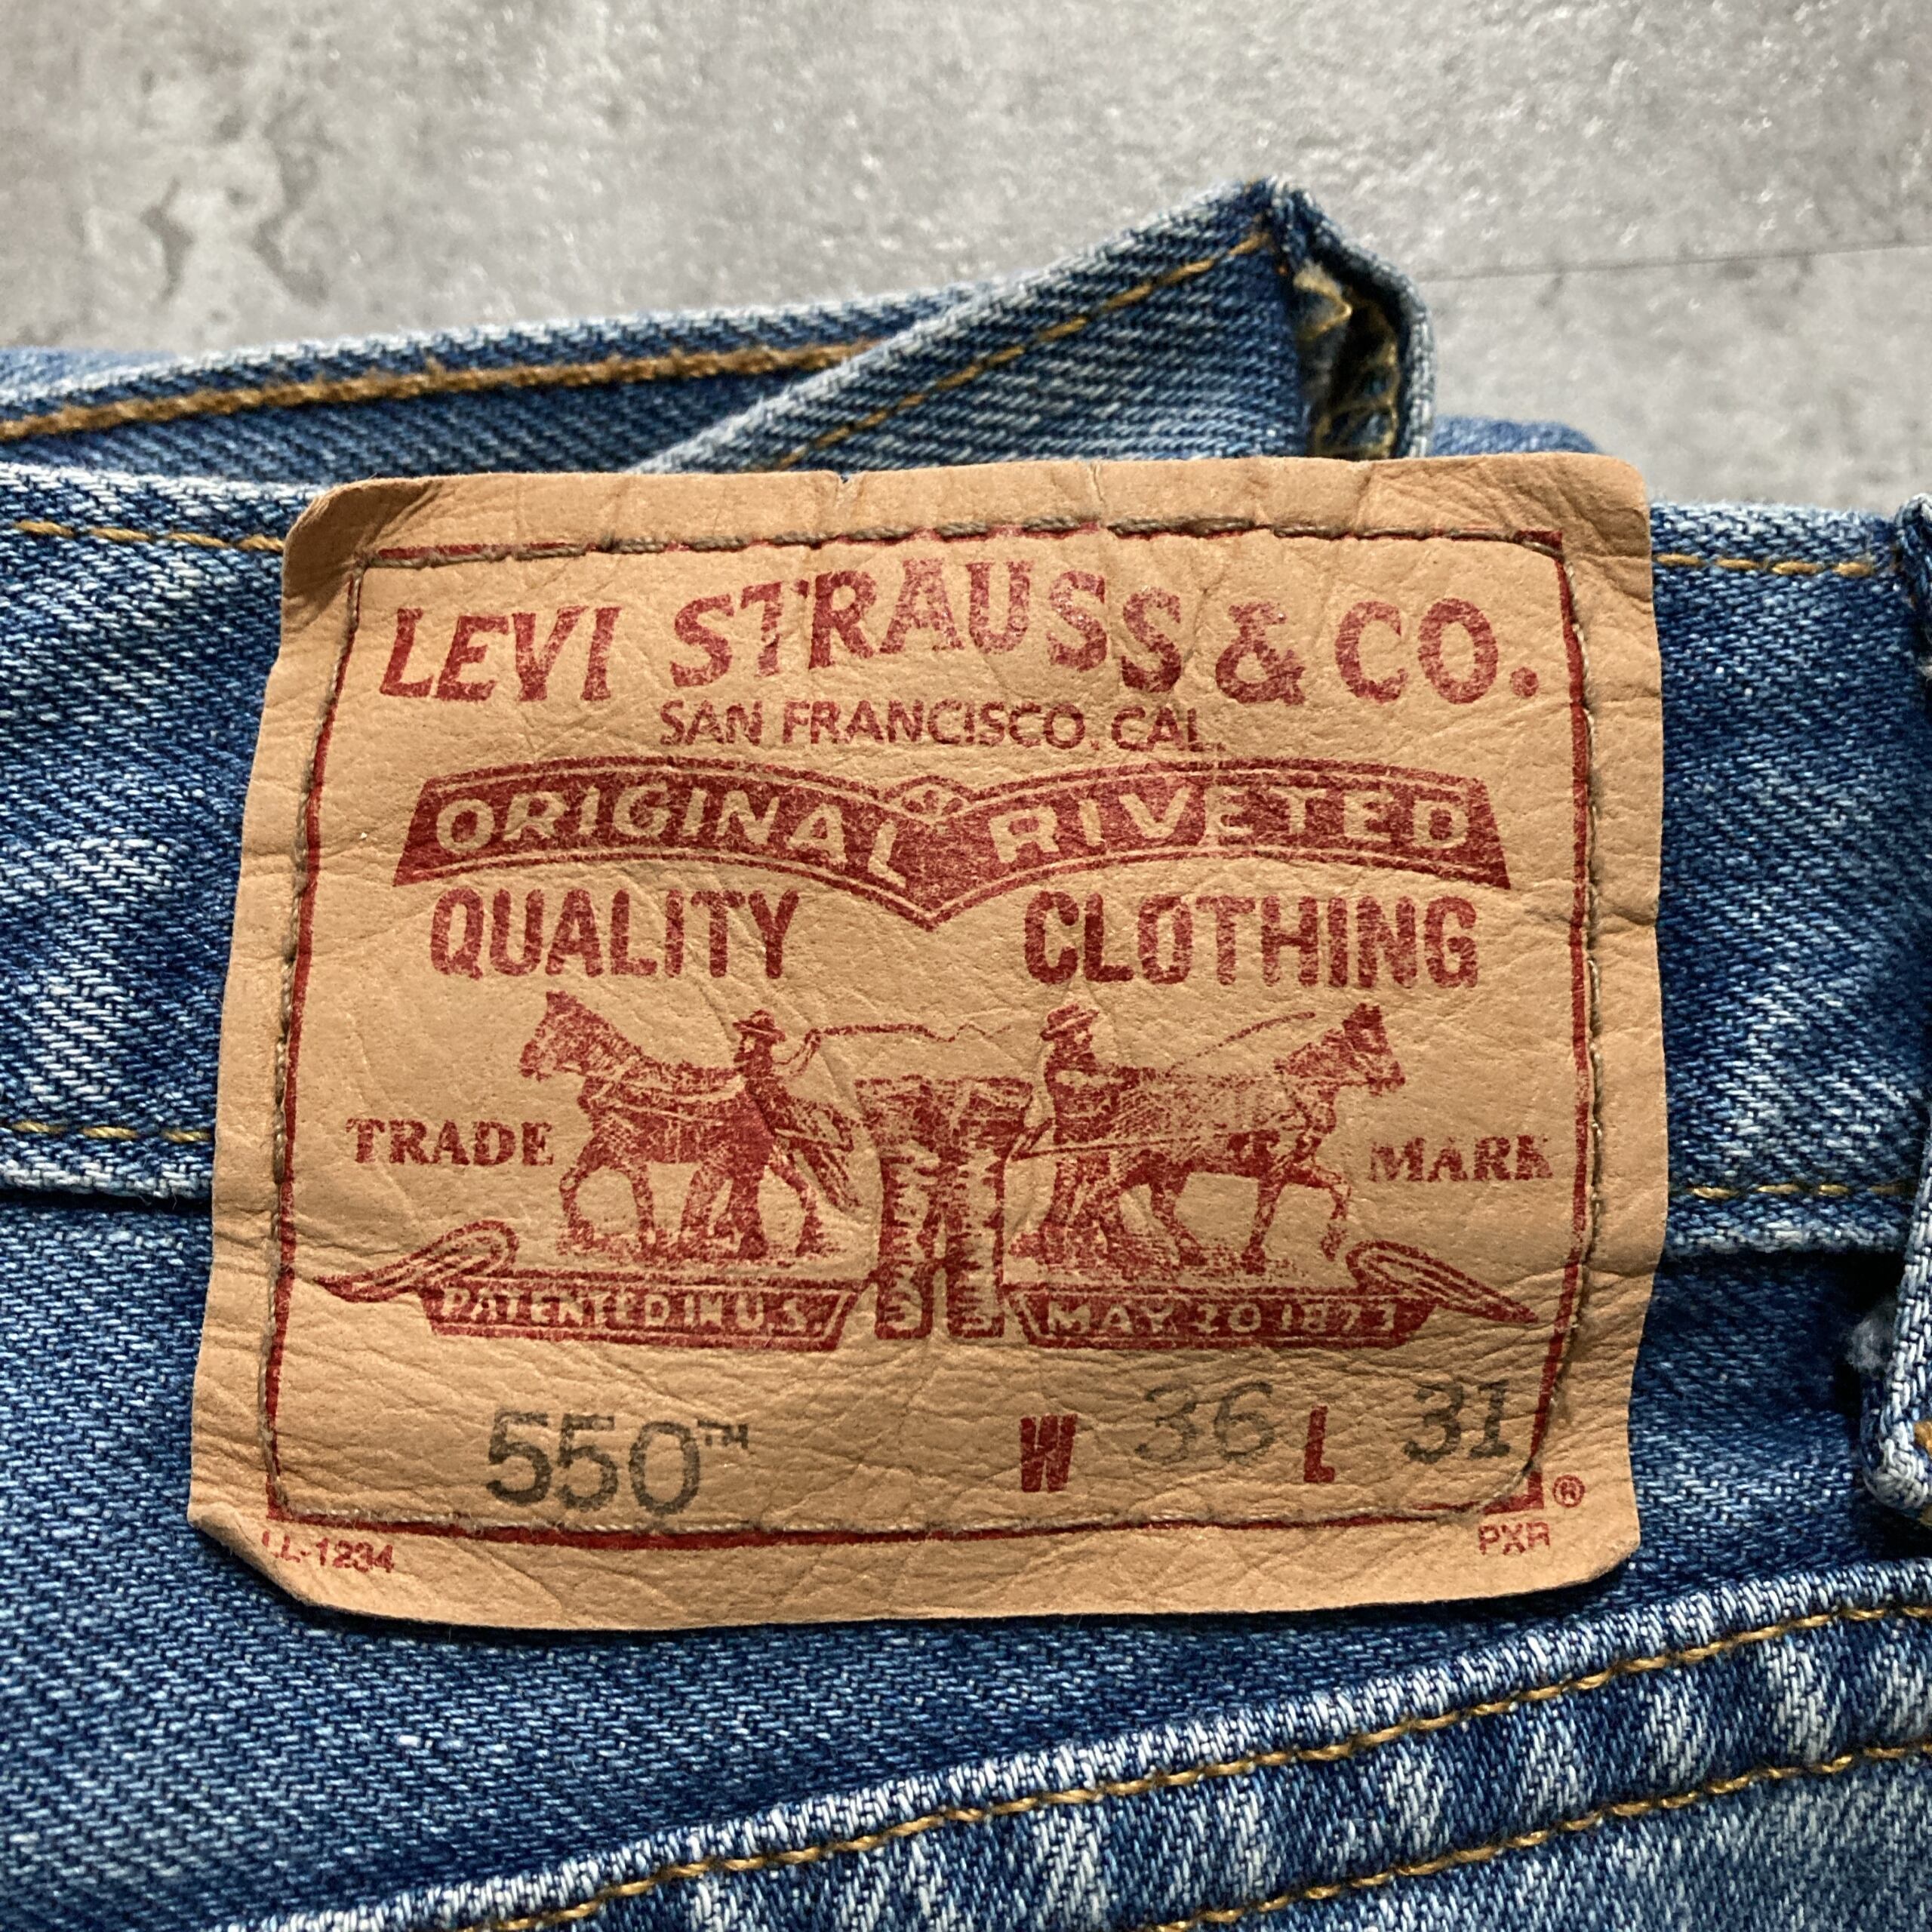 LEVI STRAUSS & CO.
SAN FRANCISCO, CAL.
ORIGINAL RIVETED
QUALITY CLOTHING
TRADE MARK
PATENTED IN U.S. MAY 20 1873
550™ W 36 L 31
®
LL-1234 PXR